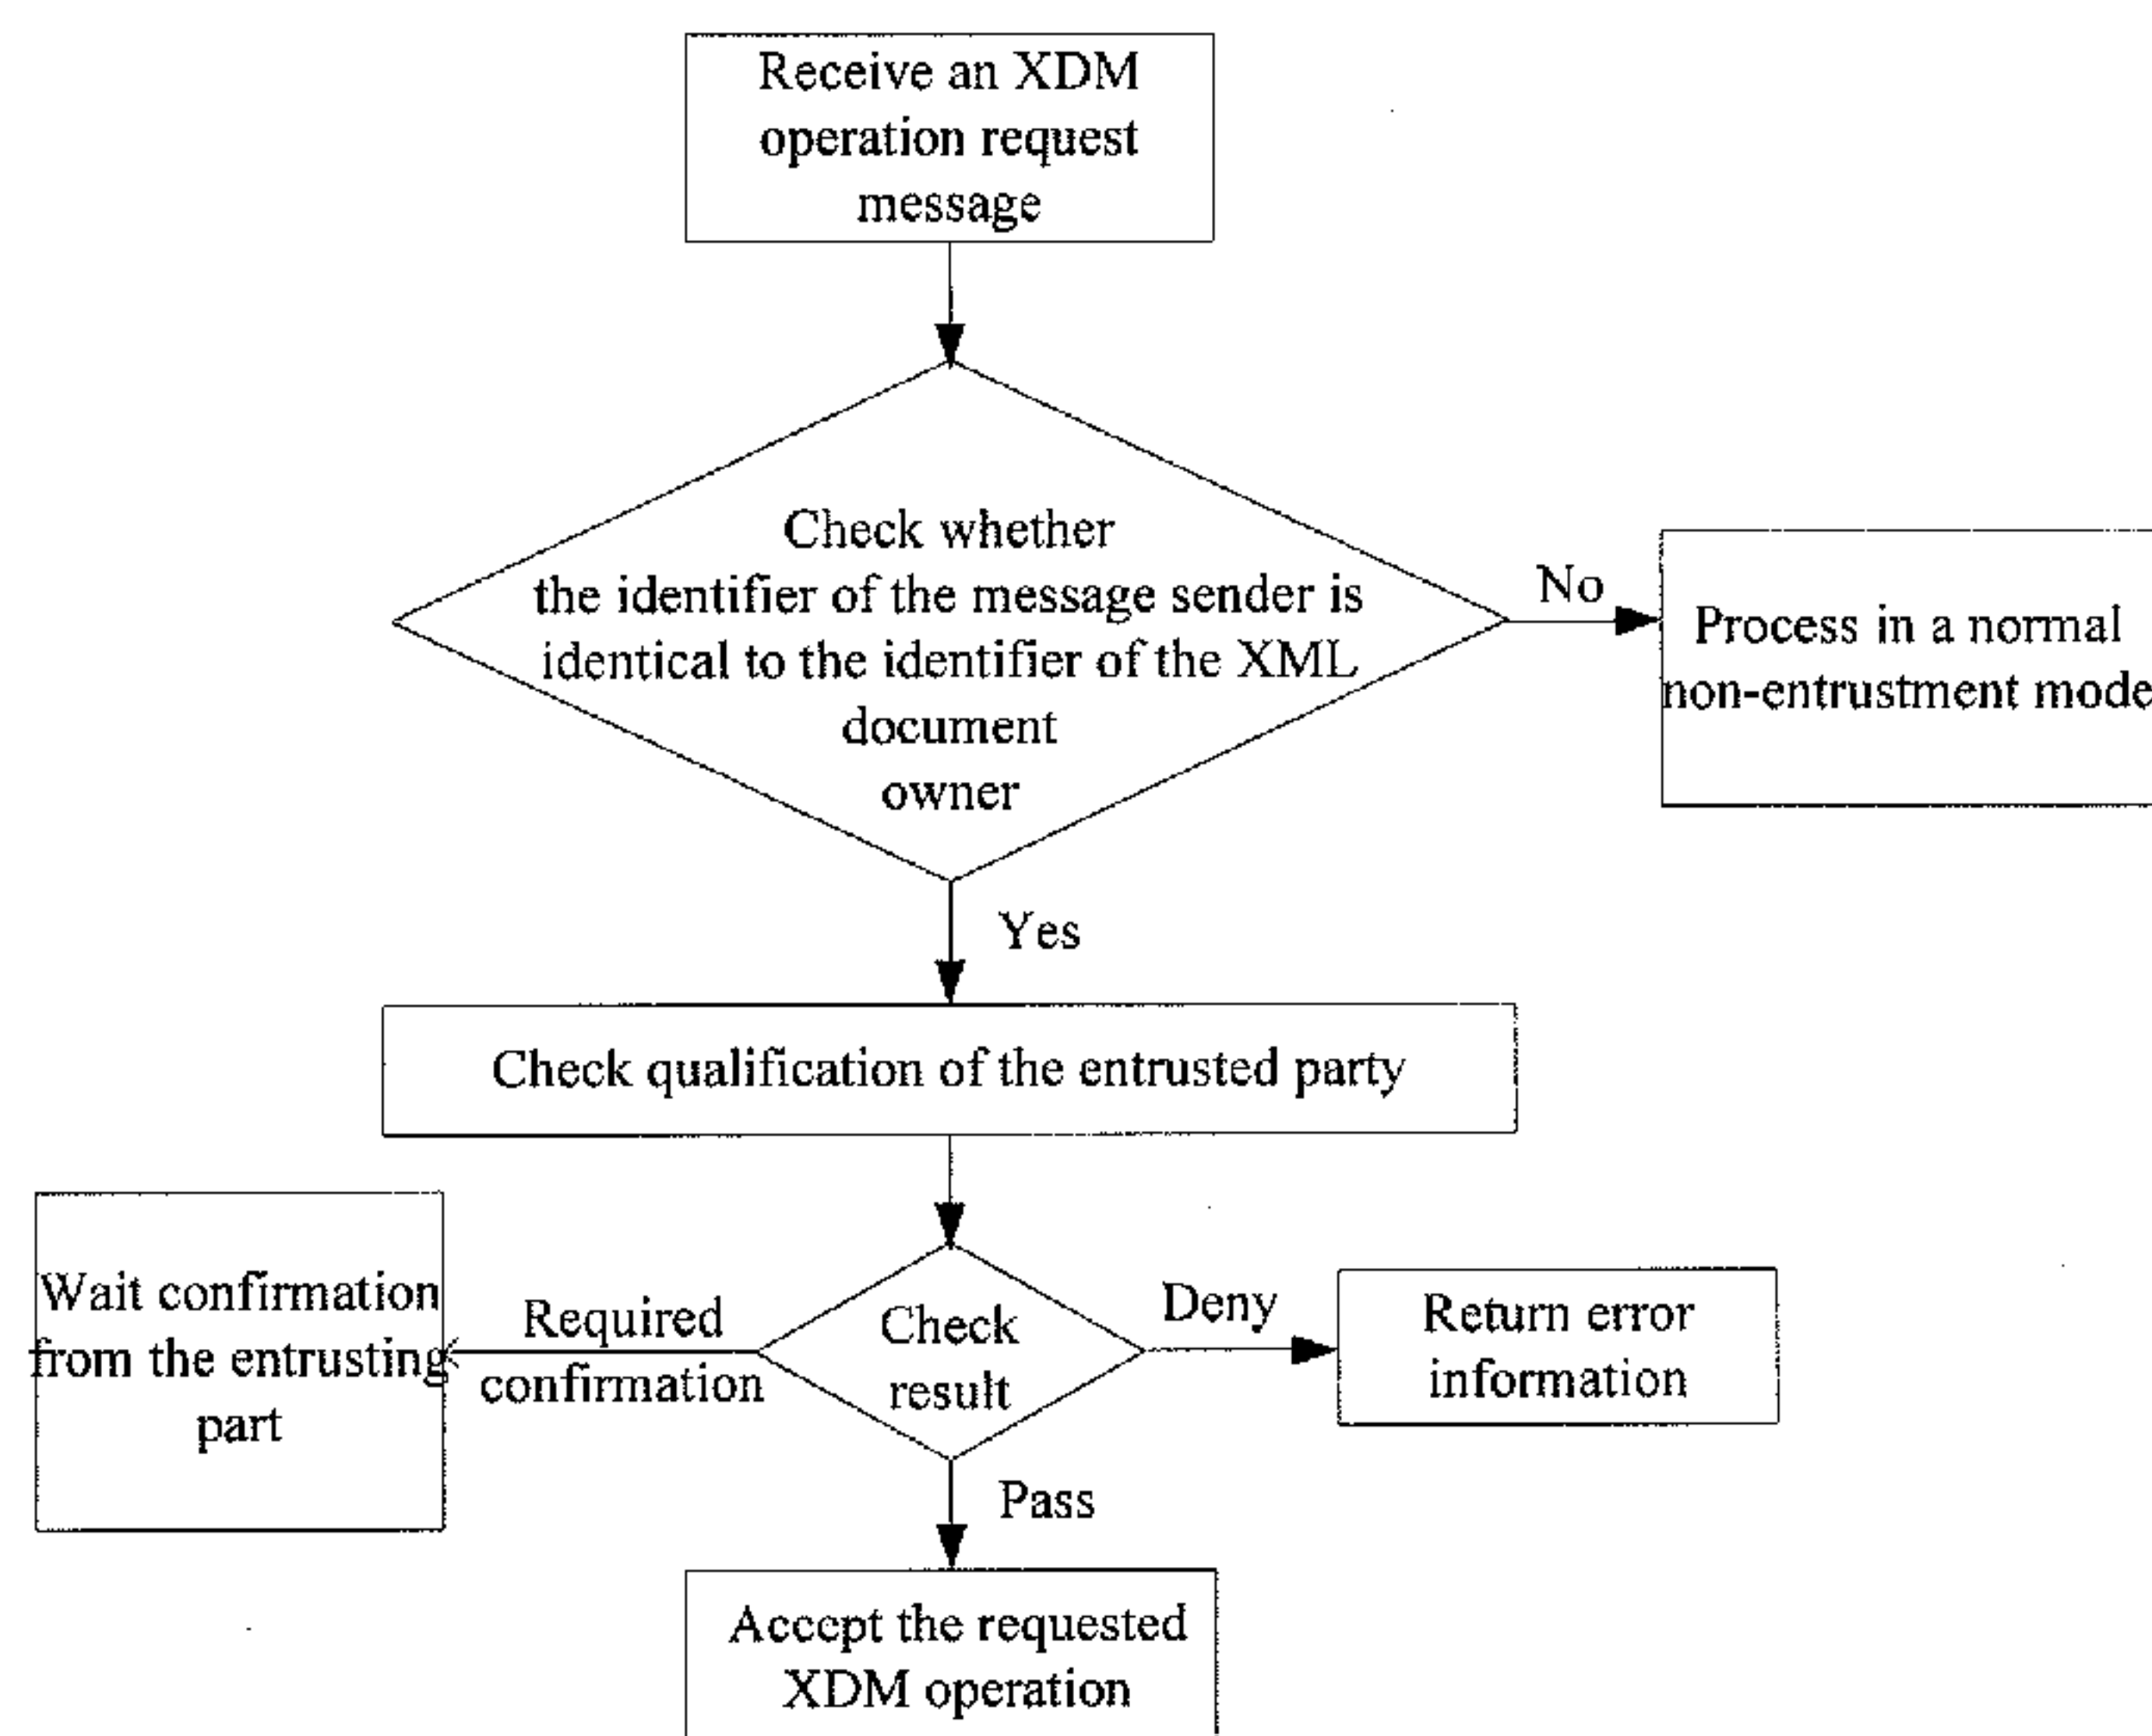 Receive an XDM
operation request
message
Check whether
the identifier of the message sender is
identical to the identifier of the XML
document
owner
No
Process in a normal
non-entrustment mode
Yes
Check qualification of the entrusted party
Wait confirmation
from the entrusting
part
Required
confirmation
Check
result
Deny
Return error
information
Pass
Accept the requested
XDM operation